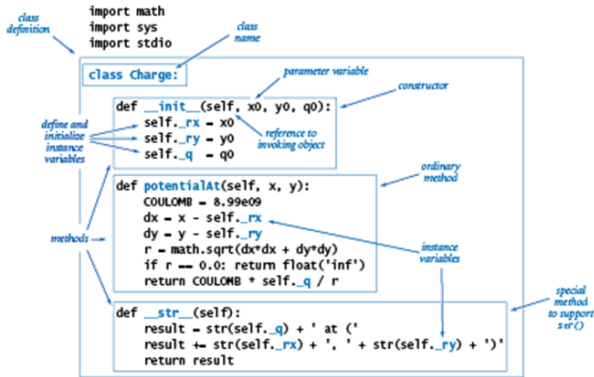 import math
import sys
import stdio
class
definition
class
name
class Charge:
parameter variable
constructor
def __init__(self, x0, y0, q0):
self._rx = x0
self._ry = y0
self._q = q0
define and
initialize
instance
variables
reference to
invoking object
ordinary
method
def potentialAt(self, x, y):
COULOMB = 8.99e09
dx = x - self._rx
dy = y - self._ry
r = math.sqrt(dx*dx + dy*dy)
if r == 0.0: return float('inf')
return COULOMB * self._q / r
methods
instance
variables
special
method
to support
str()
def __str__(self):
result = str(self._q) + ' at ('
result += str(self._rx) + ', ' + str(self._ry) + ')'
return result